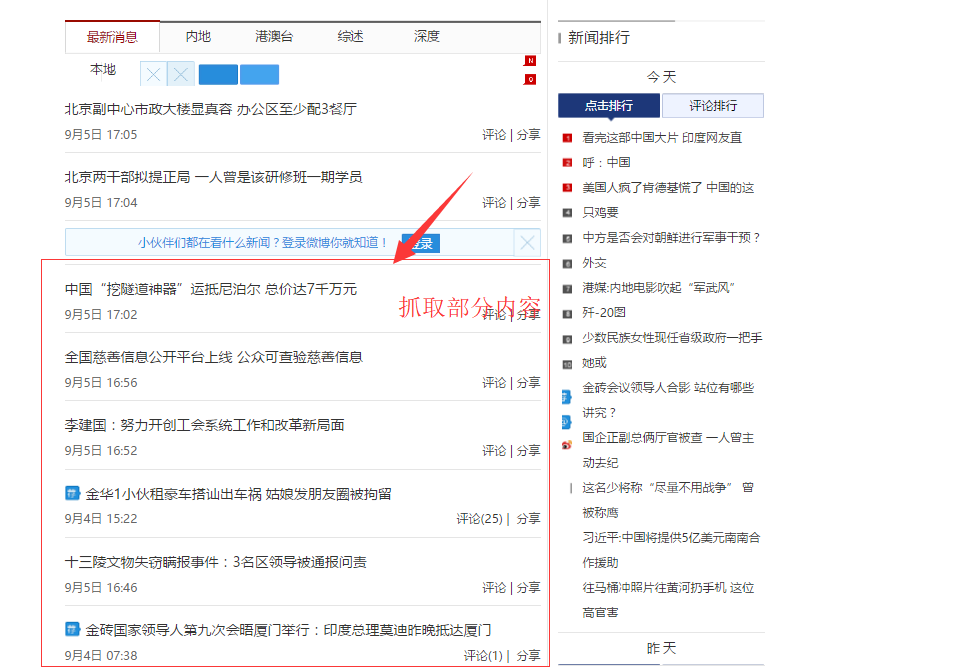 最新消息 内地 港澳台 综述 深度
本地
N
Q
北京副中心市政大楼显真容 办公区至少配3餐厅
9月5日 17:05 评论 | 分享
北京两干部拟提正局 一人曾是该研修班一期学员
9月5日 17:04 评论 | 分享
小伙伴们都在看什么新闻？登录微博你就知道！ 登录
中国“挖隧道神器”运抵尼泊尔 总价达7千万元
抓取部分内容
9月5日 17:02 评论 | 分享
全国慈善信息公开平台上线 公众可查验慈善信息
9月5日 16:56 评论 | 分享
李建国：努力开创工会系统工作和改革新局面
9月5日 16:52 评论 | 分享
荐 金华1小伙租豪车搭讪出车祸 姑娘发朋友圈被拘留
9月4日 15:22 评论(25) | 分享
十三陵文物失窃瞒报事件：3名区领导被通报问责
9月5日 16:46 评论 | 分享
荐 金砖国家领导人第九次会晤厦门举行：印度总理莫迪昨晚抵达厦门
9月4日 07:38 评论(1) | 分享
新闻排行
今天
点击排行 评论排行
1 看完这部中国大片 印度网友直
2 呼：中国
3 美国人疯了肯德基慌了 中国的这
4 只鸡要
5 中方是否会对朝鲜进行军事干预？
6 外交
7 港媒:内地电影吹起“军武风”
8 歼-20图
9 少数民族女性现任省级政府一把手
10 她或
金砖会议领导人合影 站位有哪些
讲究？
国企正副总俩厅官被查 一人曾主
动去纪
这名少将称“尽量不用战争” 曾
被称鹰
习近平:中国将提供5亿美元南南合
作援助
往马桶冲照片往黄河扔手机 这位
高官害
昨天